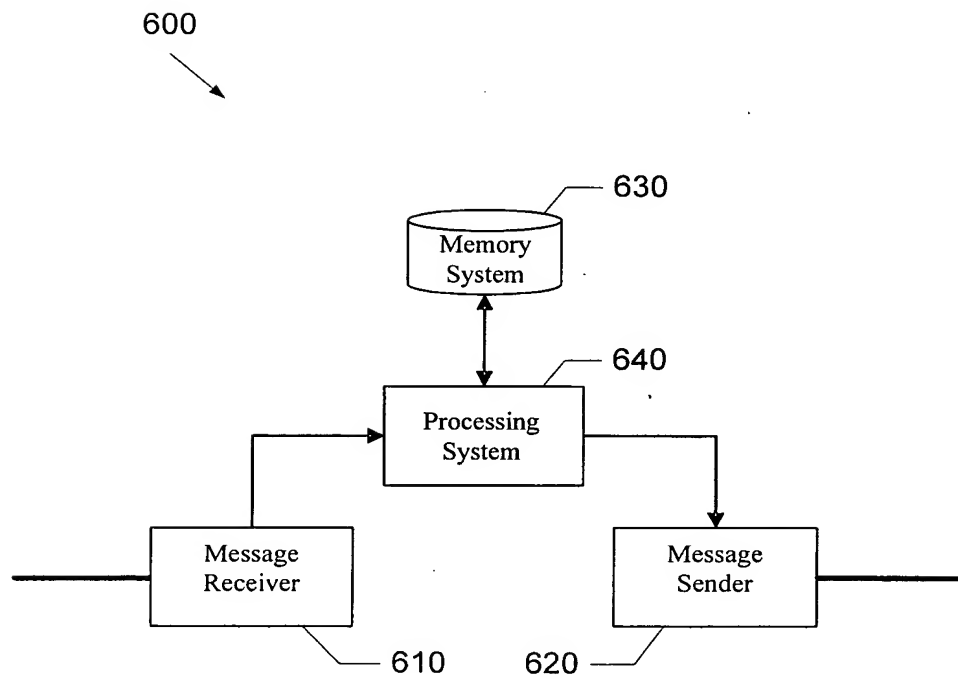 600
630
Memory
System
640
Processing
System
Message
Receiver
Message
Sender
610
620